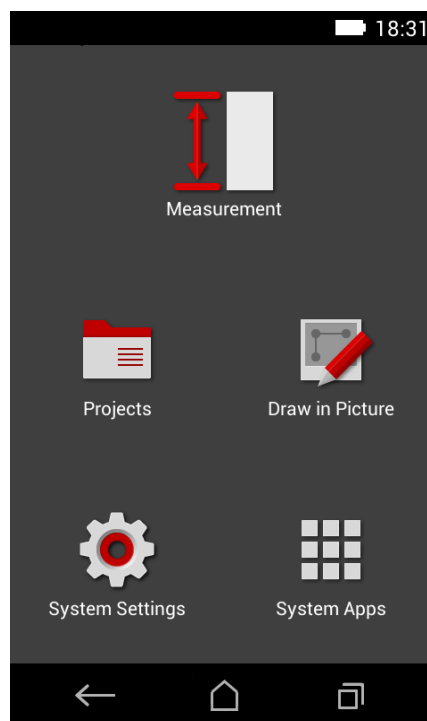 18:31
Measurement
Projects
Draw in Picture
System Settings
System Apps